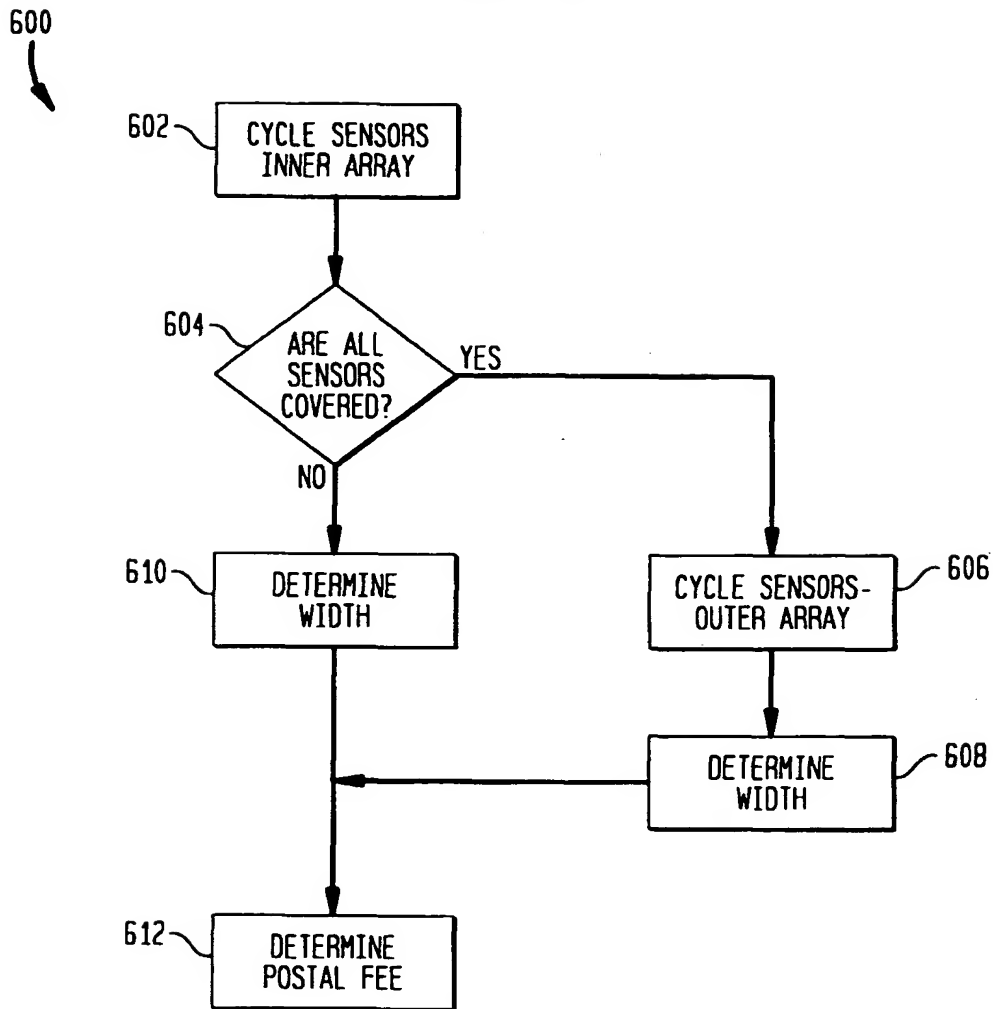 600
602
CYCLE SENSORS
INNER ARRAY
604
ARE ALL
SENSORS
COVERED?
YES
NO
610
DETERMINE
WIDTH
CYCLE SENSORS-
OUTER ARRAY
606
DETERMINE
WIDTH
608
612
DETERMINE
POSTAL FEE